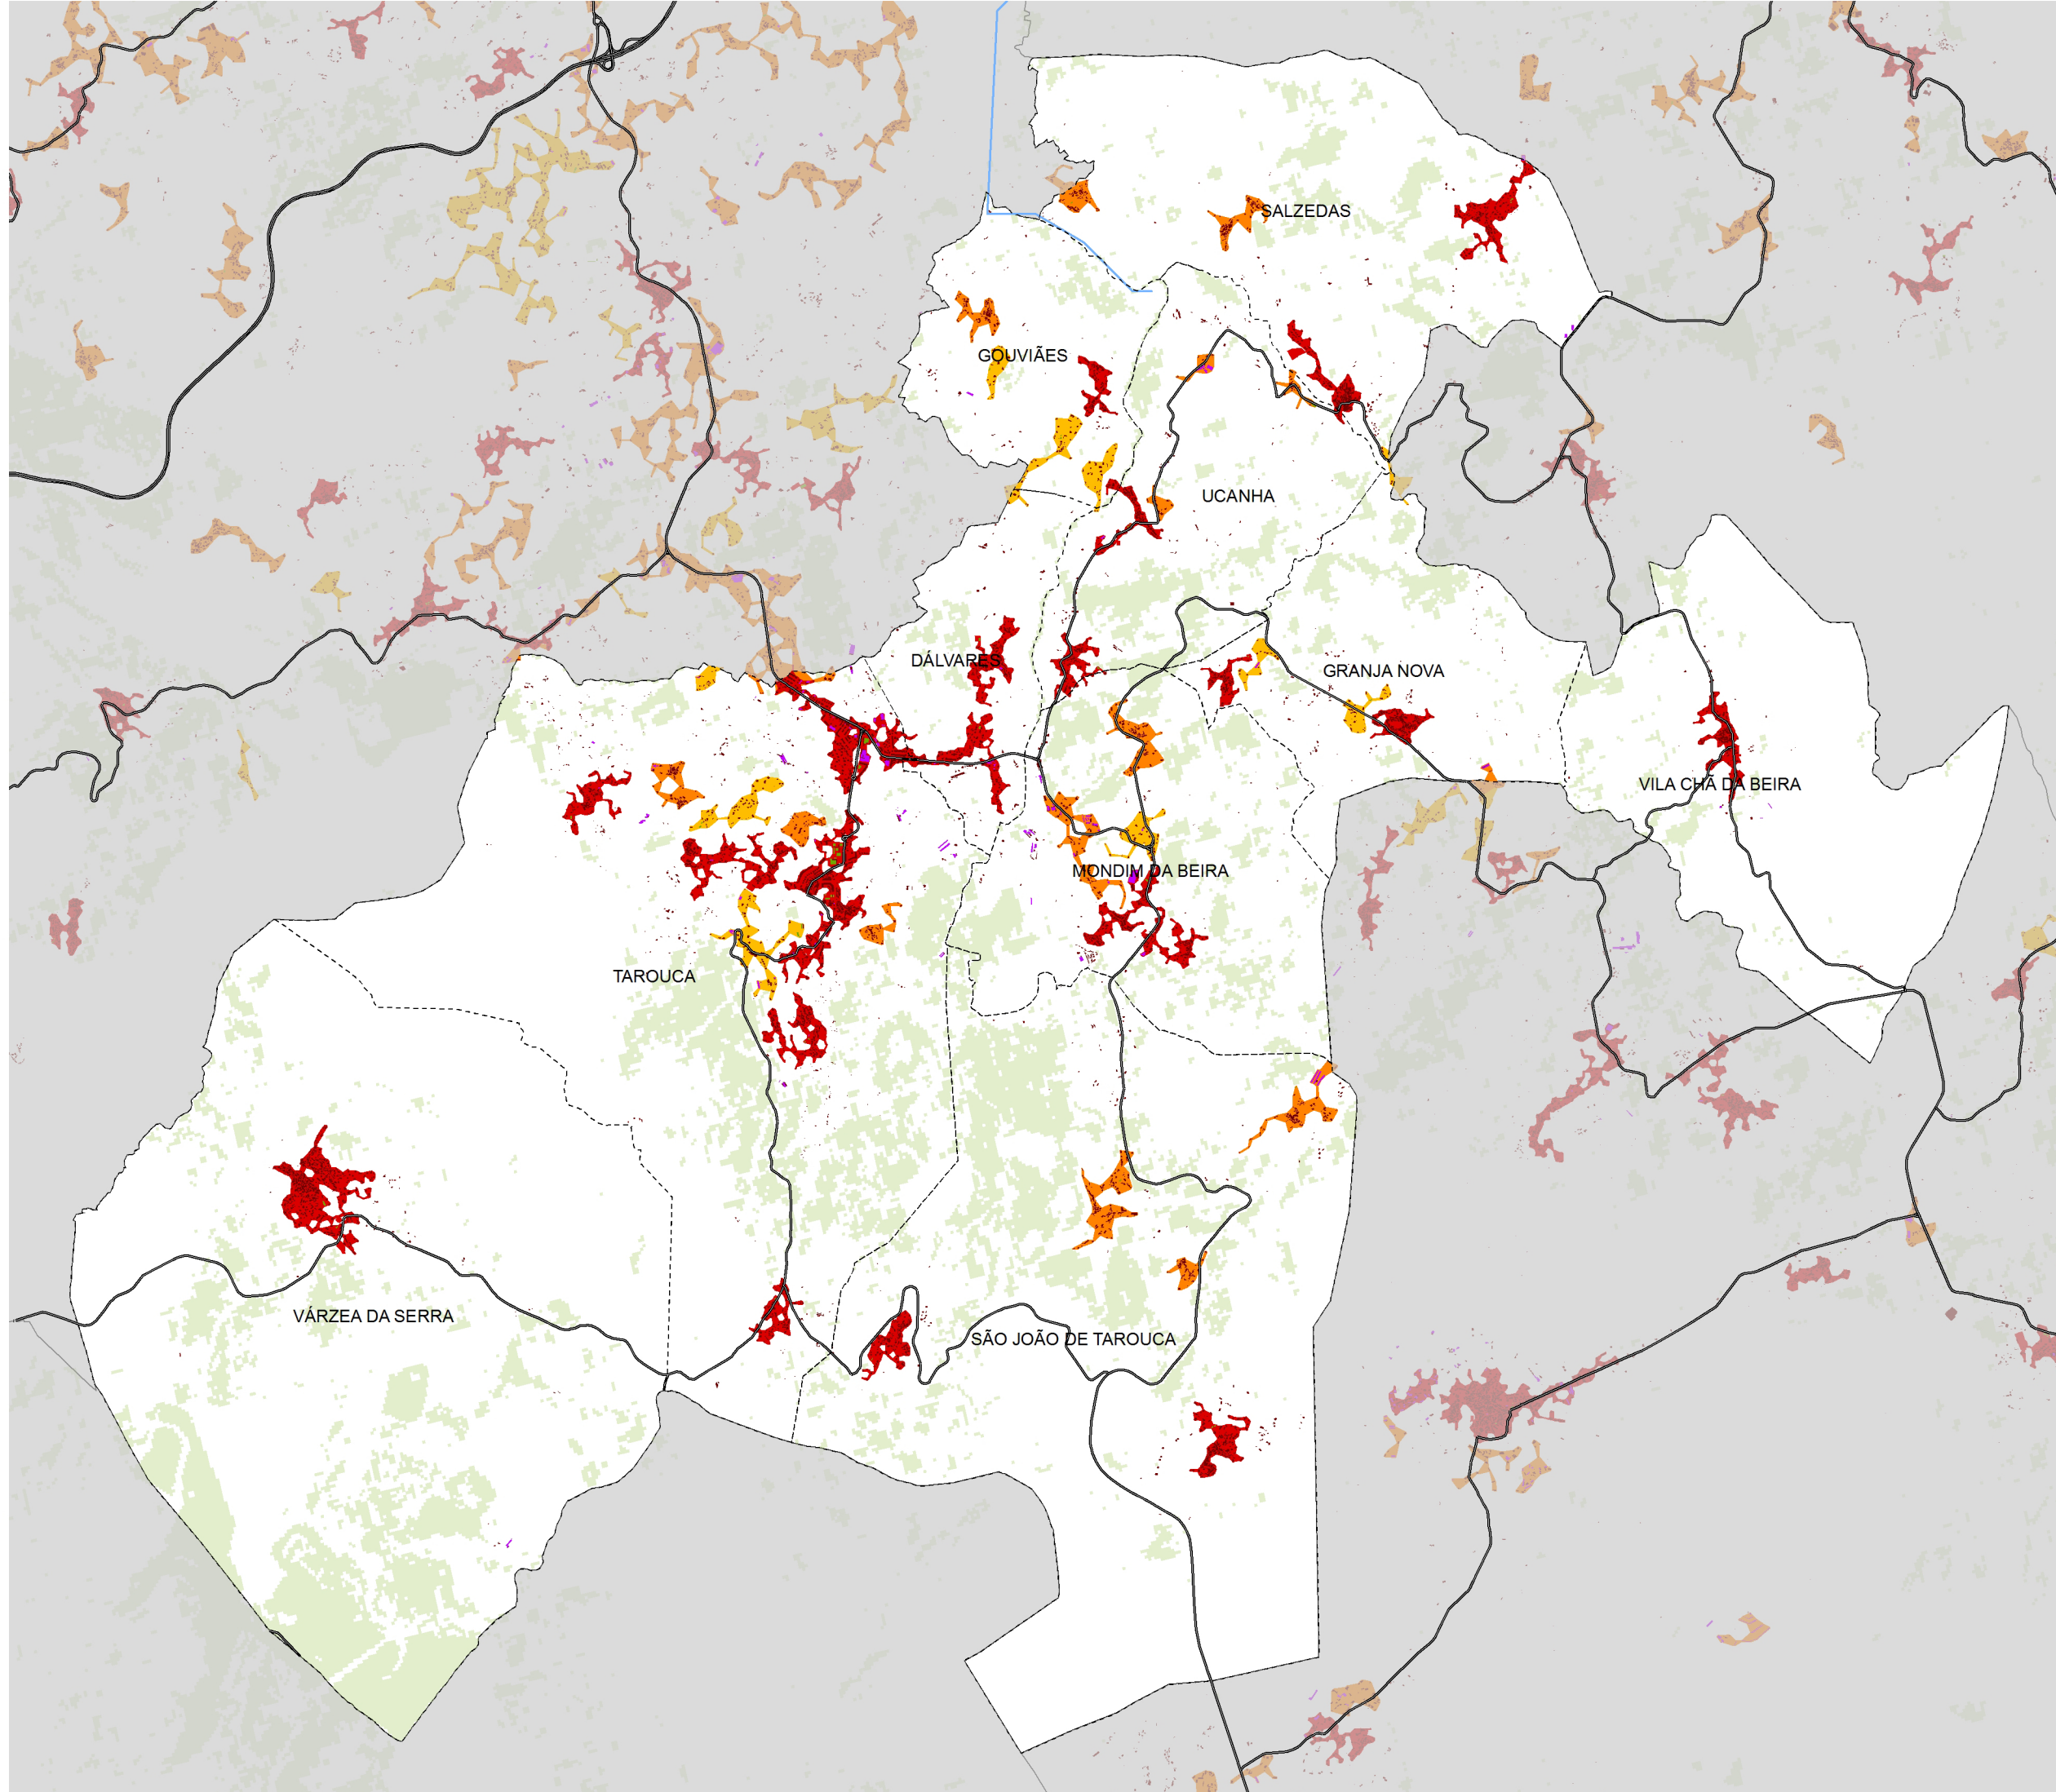 SALZEDAS
GOUVIÃES
UCANHA
DÁLVARES
GRANJA NOVA
VILA CHÃ DA BEIRA
MONDIM DA BEIRA
TAROUCA
VÁRZEA DA SERRA
SÃO JOÃO DE TAROUCA